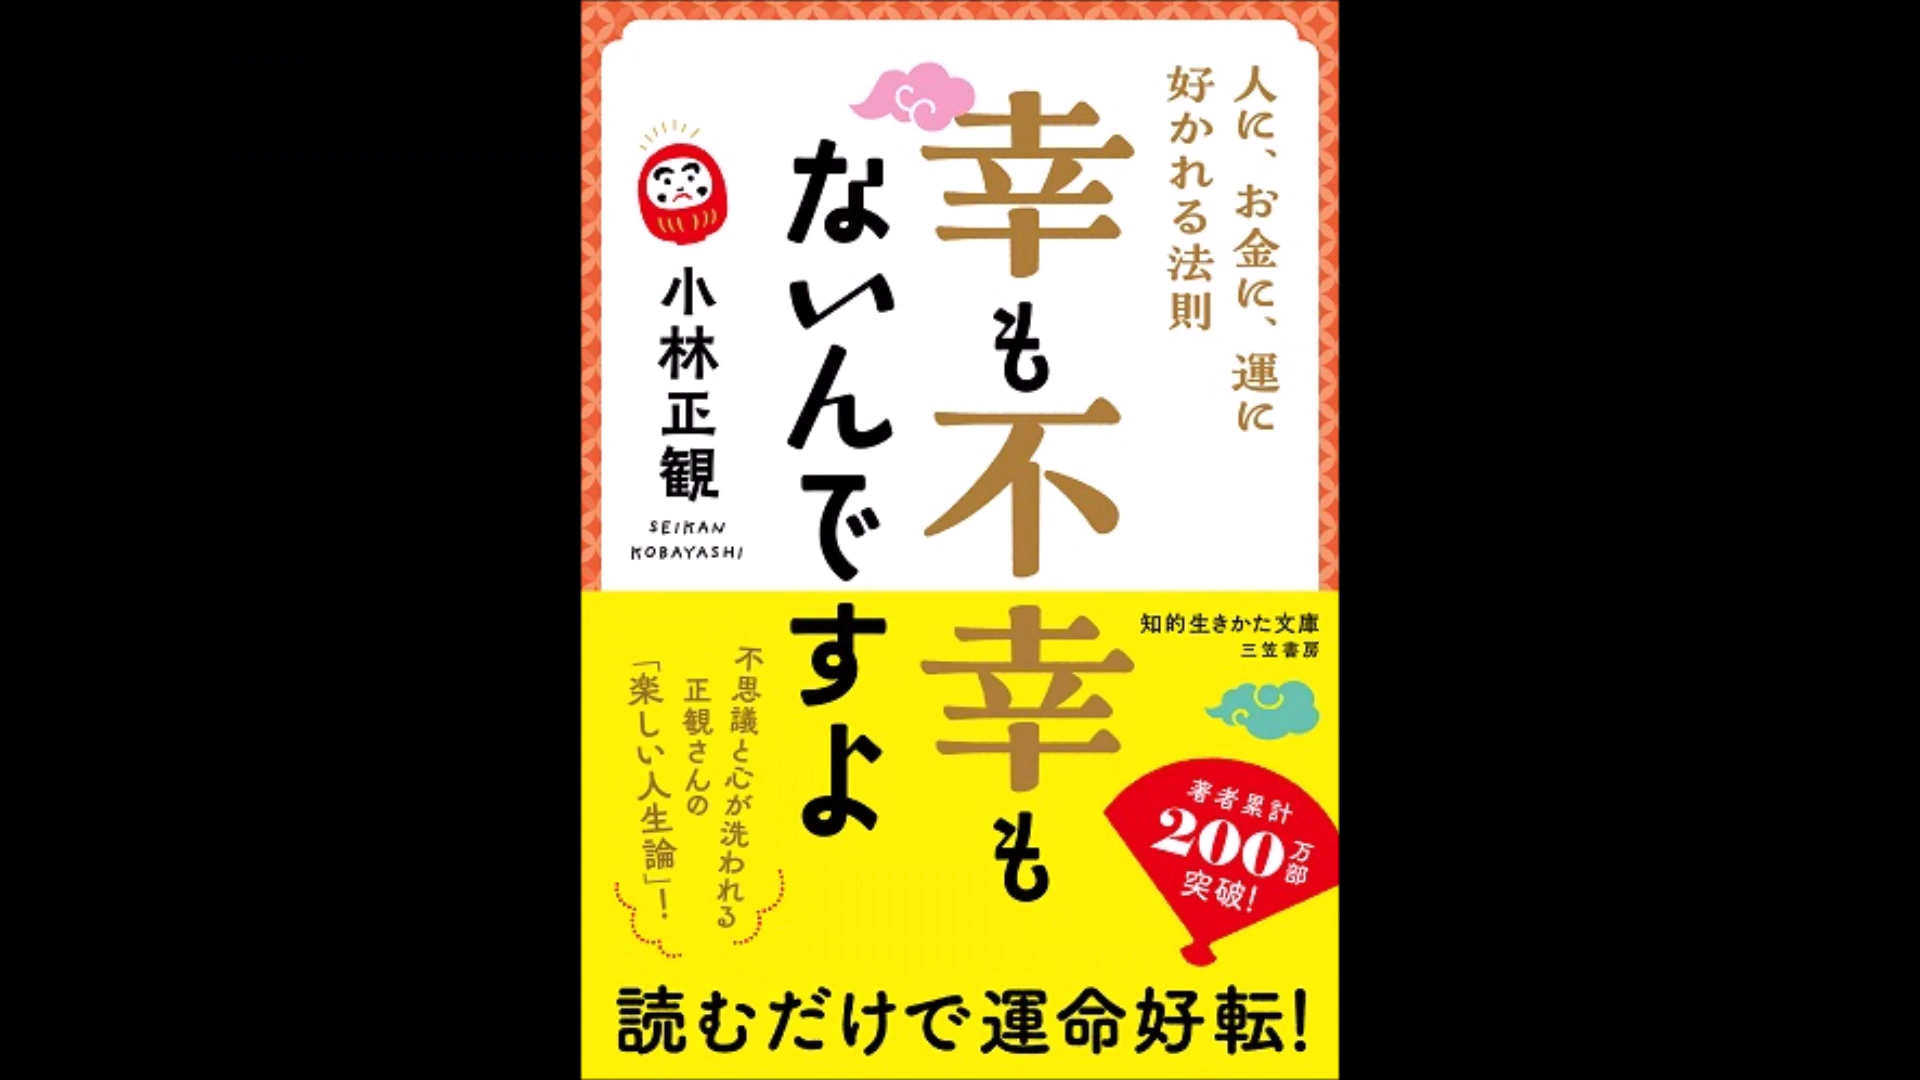 人に、お金に、運に
好かれる法則
幸も不幸も
ないんですよ
小林正観
SEIKAN
KOBAYASHI
知的生きかた文庫
三笠書房
著者累計
200万部
突破!
不思議と心が洗われる
正観さんの
「楽しい人生論」!
読むだけで運命好転!